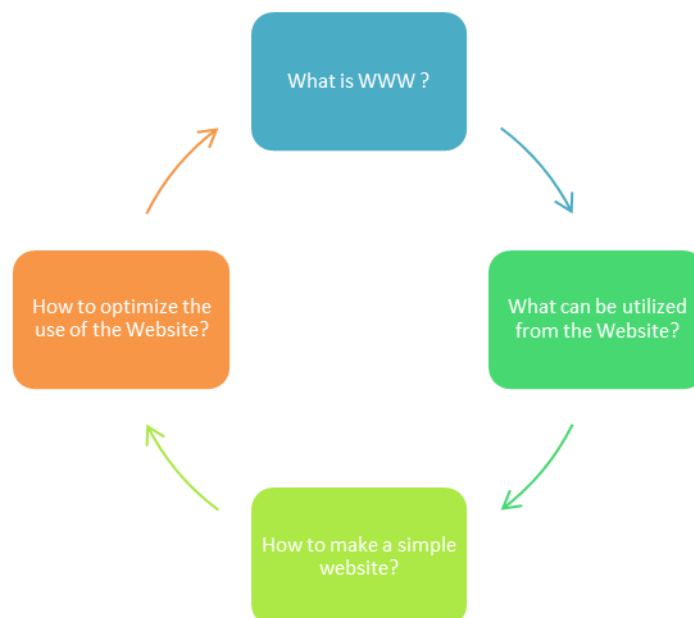 What is WWW ?
What can be utilized
from the Website?
How to make a simple
website?
How to optimize the
use of the Website?